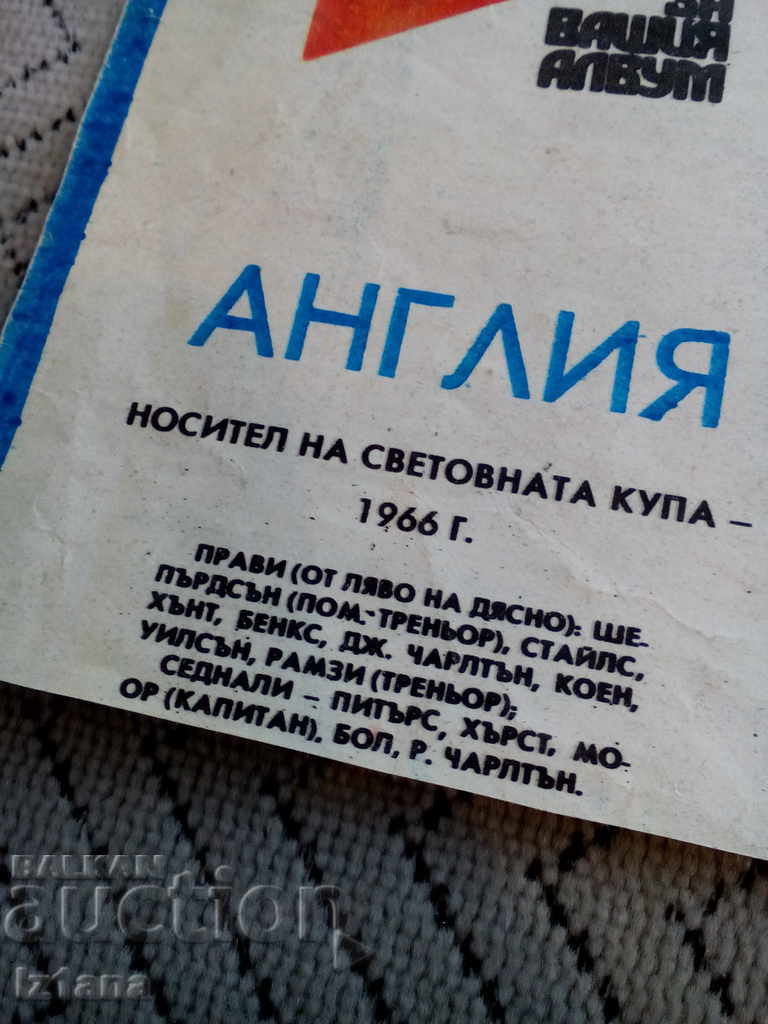 ЗА
ВАШИЯ
АЛБУМ
АНГЛИЯ
НОСИТЕЛ НА СВЕТОВНАТА КУПА –
1966 Г.
ПРАВИ (ОТ ЛЯВО НА ДЯСНО): ШЕ-
ПЪРДСЪН (ПОМ.-ТРЕНЬОР), СТАЙЛС,
ХЪНТ, БЕНКС, ДЖ. ЧАРЛТЪН, КОЕН,
УИЛСЪН, РАМЗИ (ТРЕНЬОР);
СЕДНАЛИ – ПИТЪРС, ХЪРСТ, МО-
ОР (КАПИТАН), БОЛ, Р. ЧАРЛТЪН.
BALKAN
auction
Iz1ana